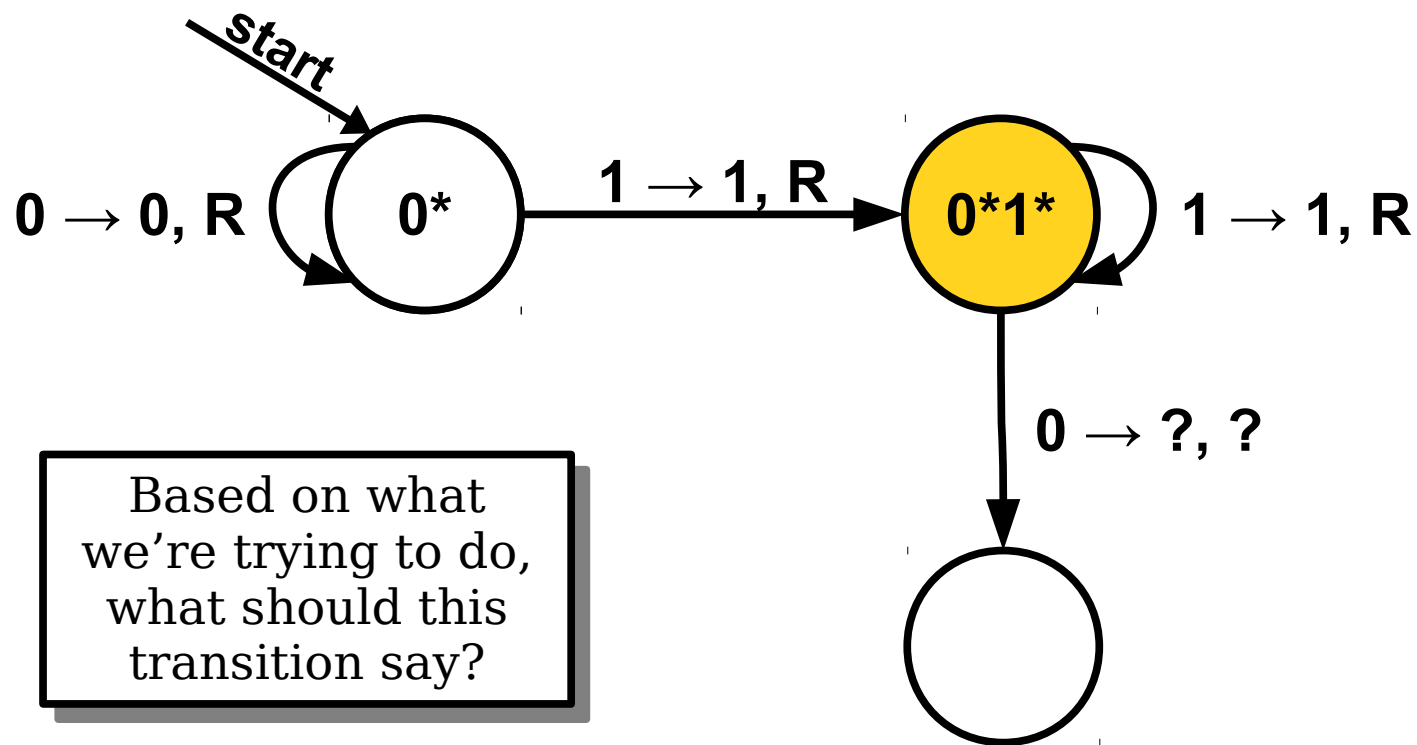 start
0 → 0, R
0*
1 → 1, R
0*1*
1 → 1, R
0 → ?, ?
Based on what
we’re trying to do,
what should this
transition say?